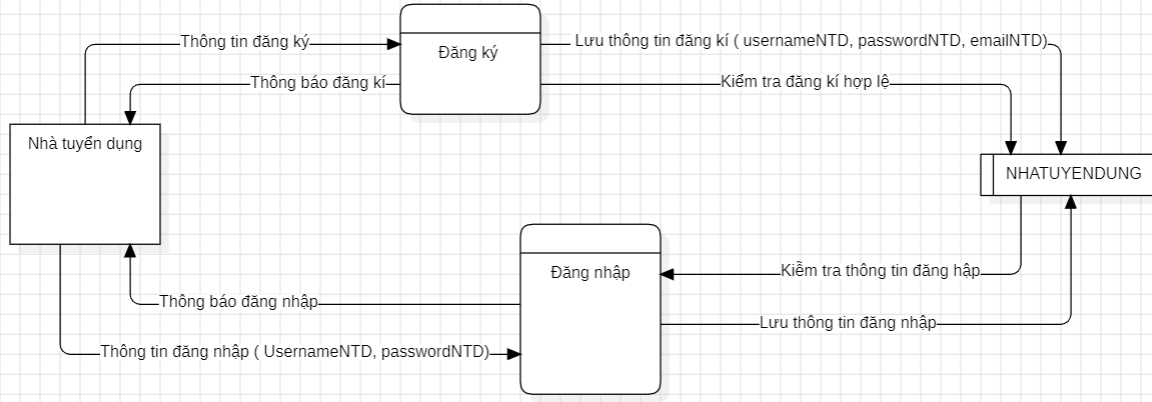 Thông tin đăng ký
Đăng ký
Lưu thông tin đăng kí ( usernameNTD, passwordNTD, emailNTD)
Thông báo đăng kí
Kiểm tra đăng kí hợp lệ
Nhà tuyển dụng
NHATUYENDUNG
Đăng nhập
Kiễm tra thông tin đăng hập
Thông báo đăng nhập
Lưu thông tin đăng nhập
Thông tin đăng nhập ( UsernameNTD, passwordNTD)